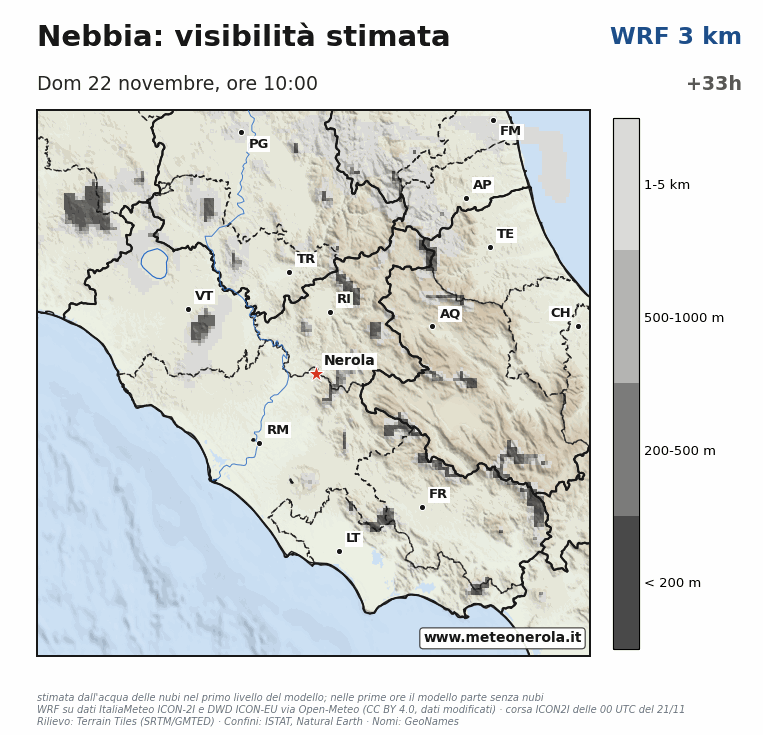 Nebbia: visibilità stimata
WRF 3 km
Dom 22 novembre, ore 10:00
+33h
FM
PG
AP
TE
TR
VT
RI
AQ
CH
Nerola
RM
FR
LT
1-5 km
500-1000 m
200-500 m
< 200 m
www.meteonerola.it
stimata dall'acqua delle nubi nel primo livello del modello; nelle prime ore il modello parte senza nubi
WRF su dati ItaliaMeteo ICON-2I e DWD ICON-EU via Open-Meteo (CC BY 4.0, dati modificati) · corsa ICON2I delle 00 UTC del 21/11
Rilievo: Terrain Tiles (SRTM/GMTED) · Confini: ISTAT, Natural Earth · Nomi: GeoNames